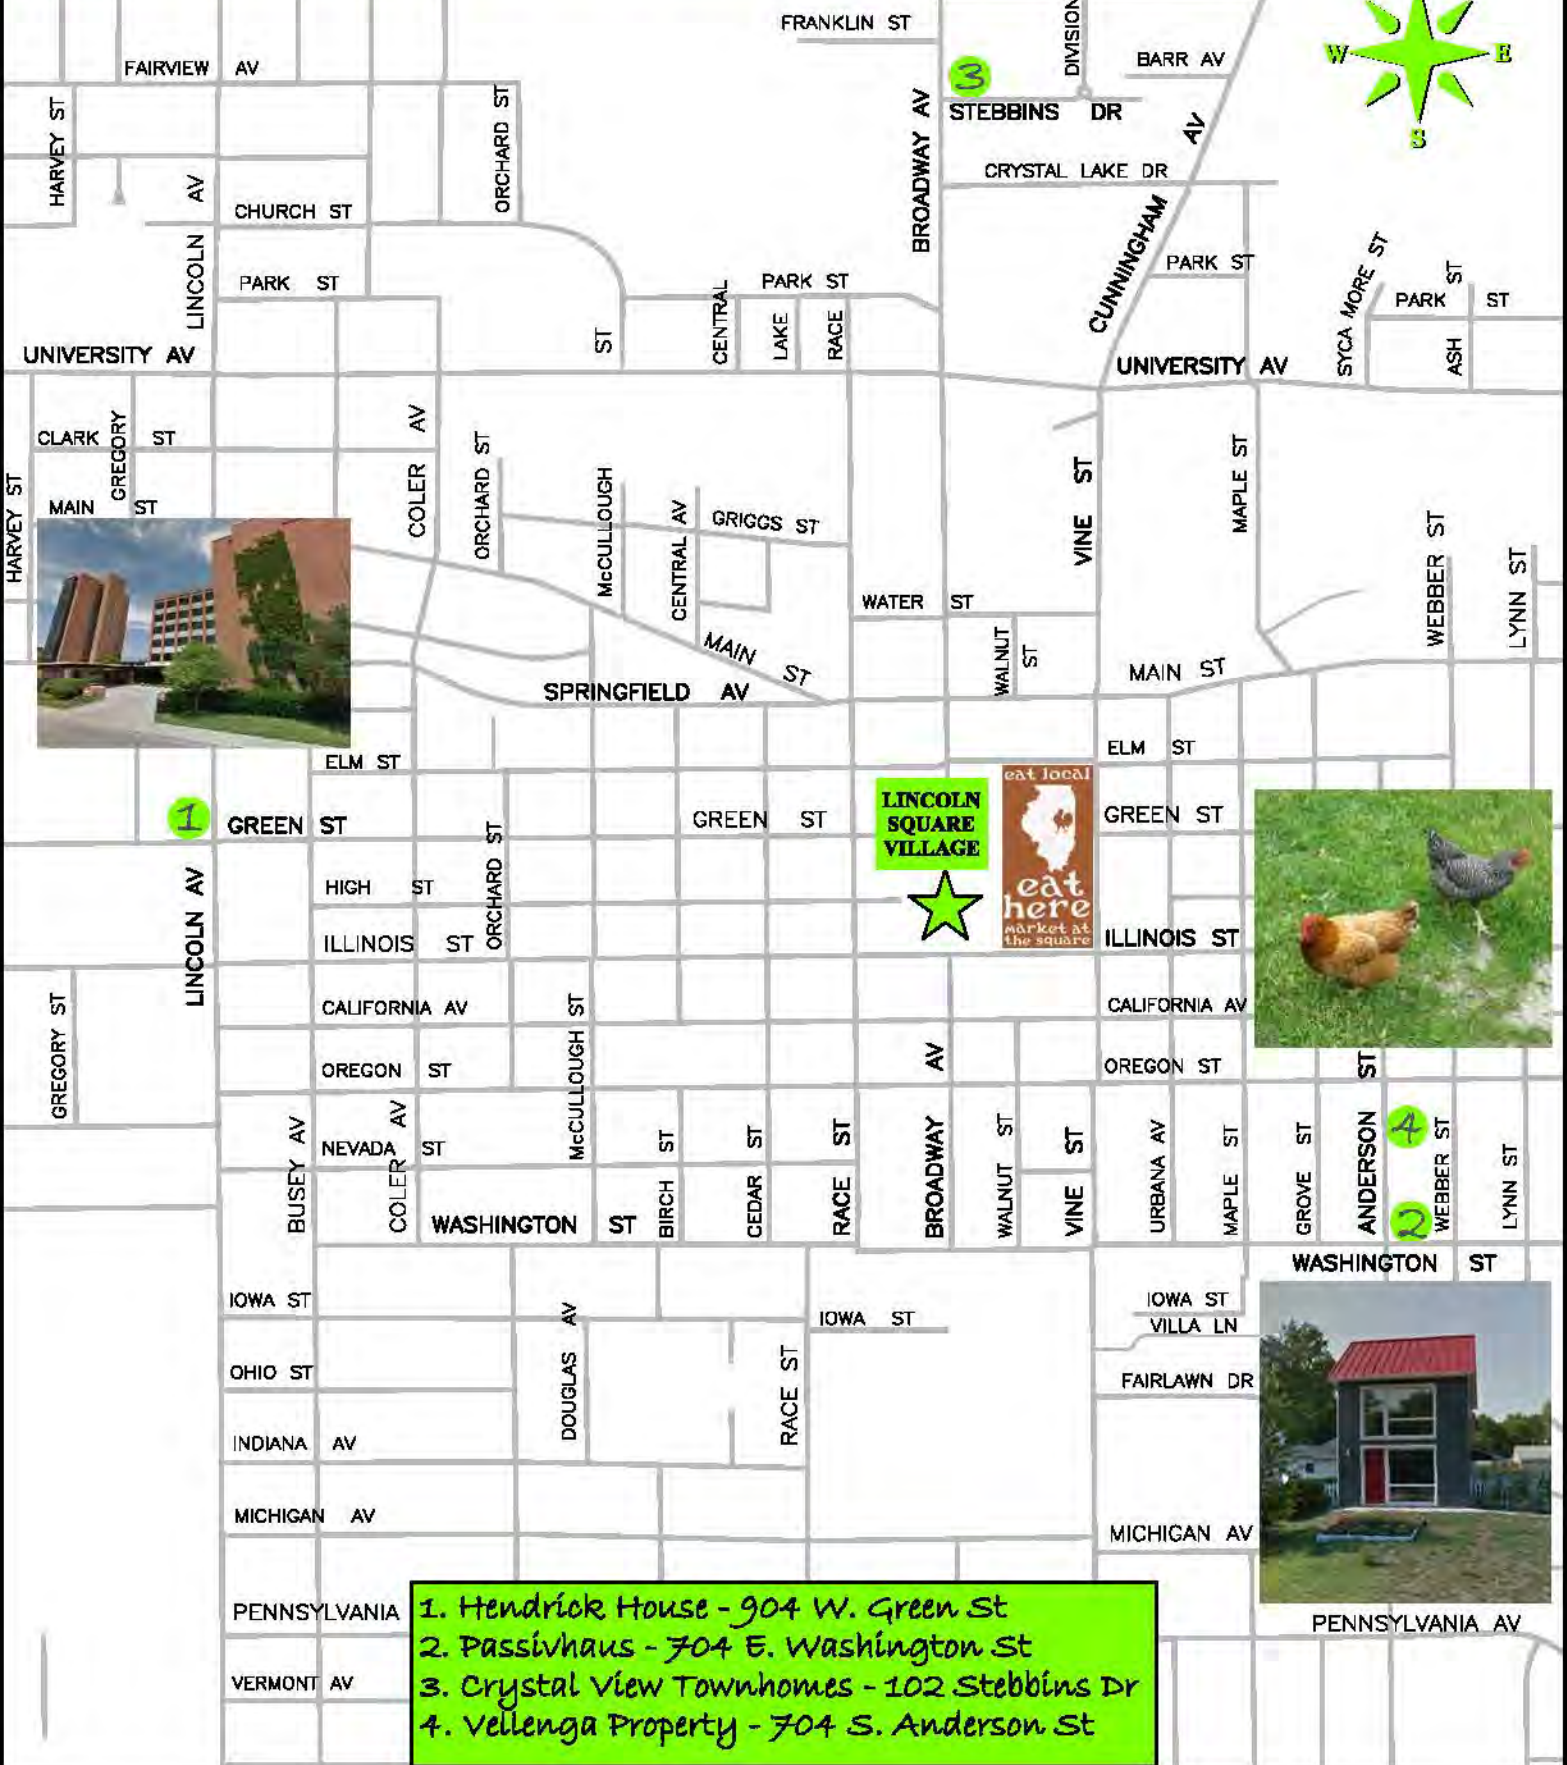 FRANKLIN ST
DIVISION
W E
S
FAIRVIEW AV
BARR AV
3
HARVEY ST
ORCHARD ST
BROADWAY AV
STEBBINS DR
AV
CRYSTAL LAKE DR
AV
CHURCH ST
LINCOLN
CUNNINGHAM
PARK ST
SYCA MORE ST
PARK ST
CENTRAL
PARK ST
PARK ST
ST
LAKE
RACE
ASH ST
UNIVERSITY AV
UNIVERSITY AV
GREGORY
COLER AV
CLARK ST
ORCHARD ST
VINE ST
MAPLE ST
HARVEY ST
MAIN ST
McCULLOUGH
CENTRAL AV
GRIGGS ST
WEBBER ST
LYNN ST
WATER ST
WALNUT ST
MAIN ST
MAIN ST
SPRINGFIELD AV
ELM ST
ELM ST
eat local
LINCOLN
SQUARE
VILLAGE
1
GREEN ST
GREEN ST
GREEN ST
ORCHARD ST
LINCOLN AV
HIGH ST
eat
here
market at
the square
ILLINOIS ST
ILLINOIS ST
GREGORY ST
CALIFORNIA AV
McCULLOUGH ST
CALIFORNIA AV
OREGON ST
AV
OREGON ST
ST
BUSEY AV
COLER AV
NEVADA ST
BIRCH ST
CEDAR ST
RACE ST
BROADWAY
WALNUT ST
VINE ST
URBANA AV
MAPLE ST
GROVE ST
ANDERSON
4
WEBBER ST
LYNN ST
2
WASHINGTON ST
WASHINGTON ST
IOWA ST
DOUGLAS AV
IOWA ST
IOWA ST
VILLA LN
OHIO ST
RACE ST
FAIRLAWN DR
INDIANA AV
MICHIGAN AV
MICHIGAN AV
PENNSYLVANIA
PENNSYLVANIA AV
VERMONT AV
1. Hendrick House - 904 W. Green St
2. Passivhaus - 704 E. Washington St
3. Crystal View Townhomes - 102 Stebbins Dr
4. Vellenga Property - 704 S. Anderson St